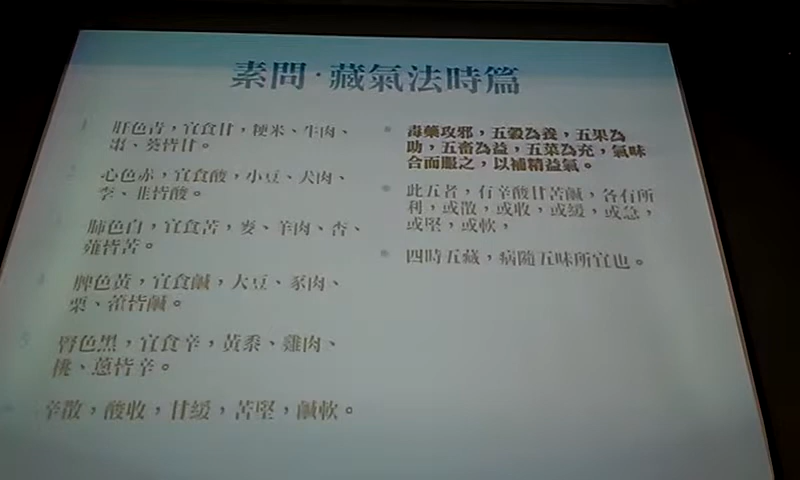 素問·藏氣法時篇
肝色青，宜食甘，粳米、牛肉、
棗、葵皆甘。
心色赤，宜食酸，小豆、犬肉、
李、韭皆酸。
肺色白，宜食苦，麥、羊肉、杏、
薤皆苦。
脾色黃，宜食鹹，大豆、豕肉、
栗、藿皆鹹。
5 腎色黑，宜食辛，黃黍、雞肉、
桃、蔥皆辛。
辛散，酸收，甘緩，苦堅，鹹軟。
毒藥攻邪，五穀為養，五果為
助，五畜為益，五菜為充，氣味
合而服之，以補精益氣。
此五者，有辛酸甘苦鹹，各有所
利，或散，或收，或緩，或急，
或堅，或軟，
四時五藏，病隨五味所宜也。